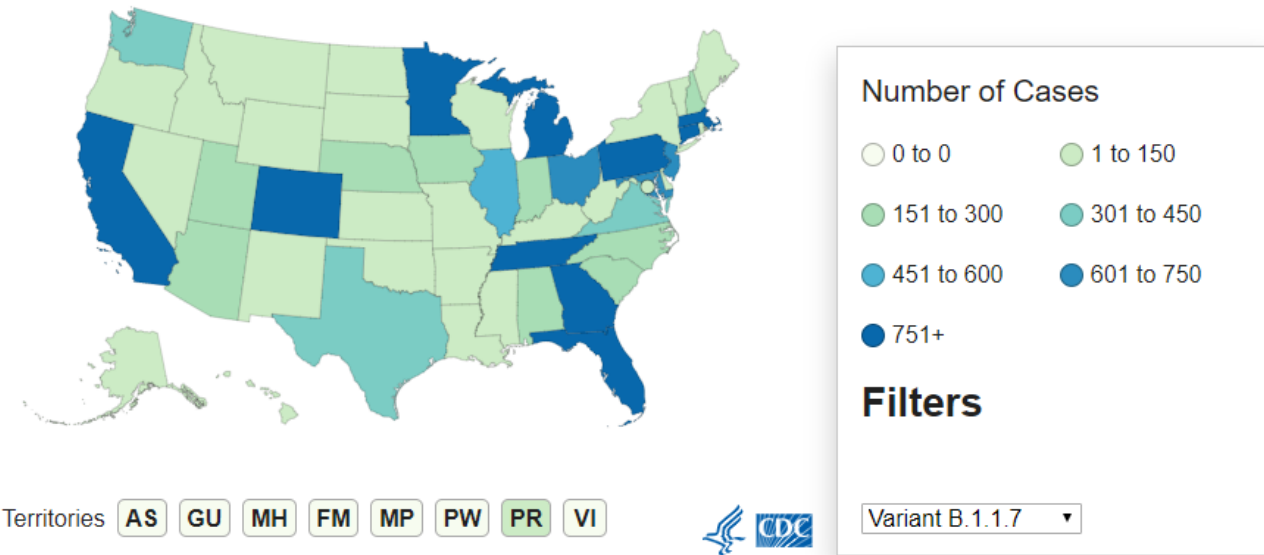 Number of Cases
0 to 0
1 to 150
151 to 300
301 to 450
451 to 600
601 to 750
751+
Filters
Variant B.1.1.7
Territories AS GU MH FM MP PW PR VI
CDC